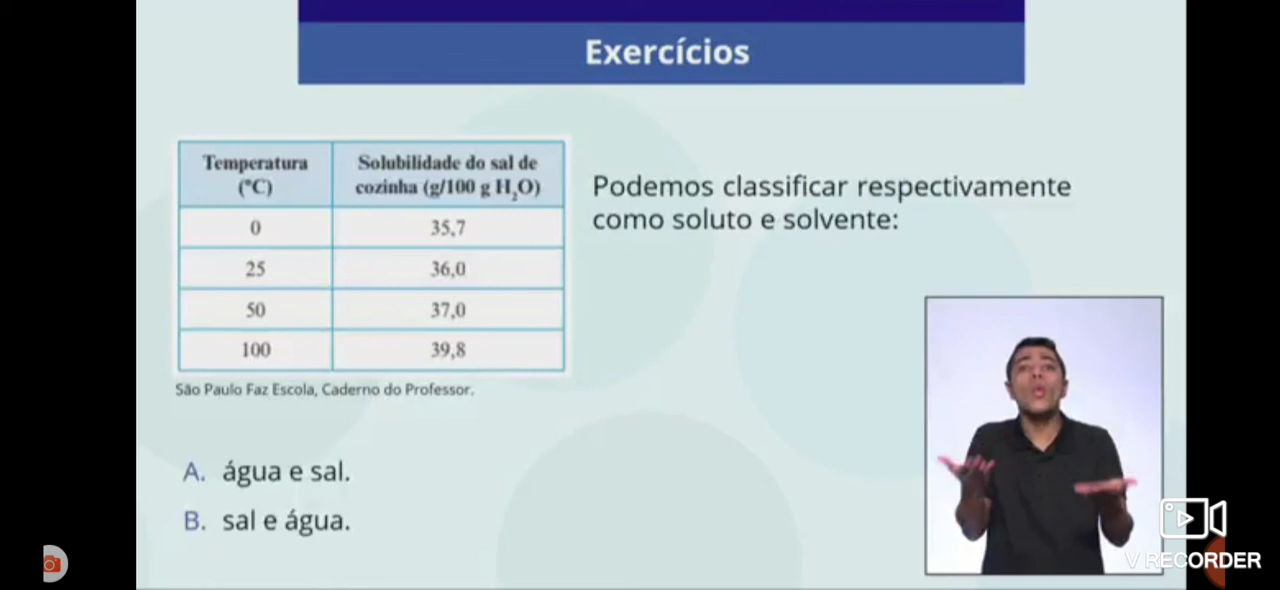 Exercícios
Temperatura
(°C)
Solubilidade do sal de
cozinha (g/100 g H₂O)
0
35,7
25
36,0
50
37,0
100
39,8
São Paulo Faz Escola, Caderno do Professor.
Podemos classificar respectivamente
como soluto e solvente:
A. água e sal.
B. sal e água.
V RECORDER